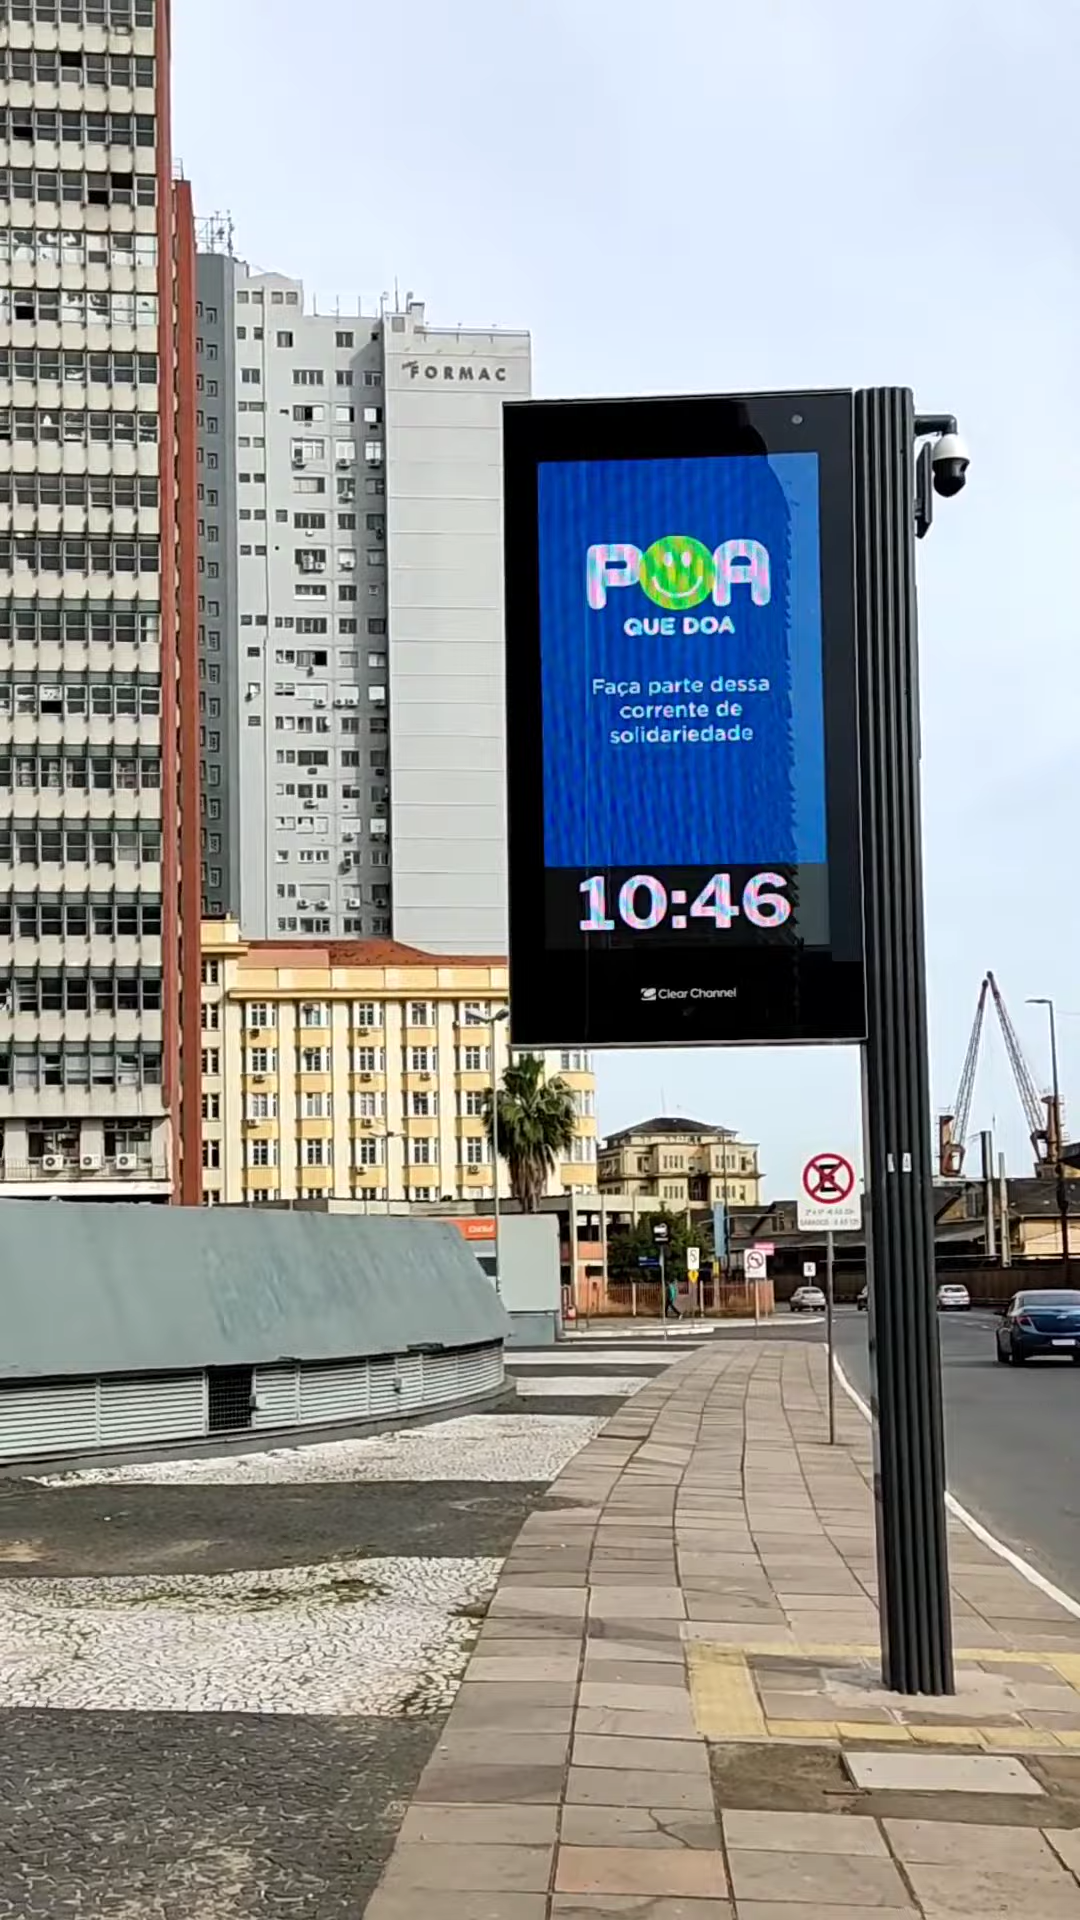 FORMAC
POA
QUE DOA
Faça parte dessa
corrente de
solidariedade
10:46
Clear Channel
E